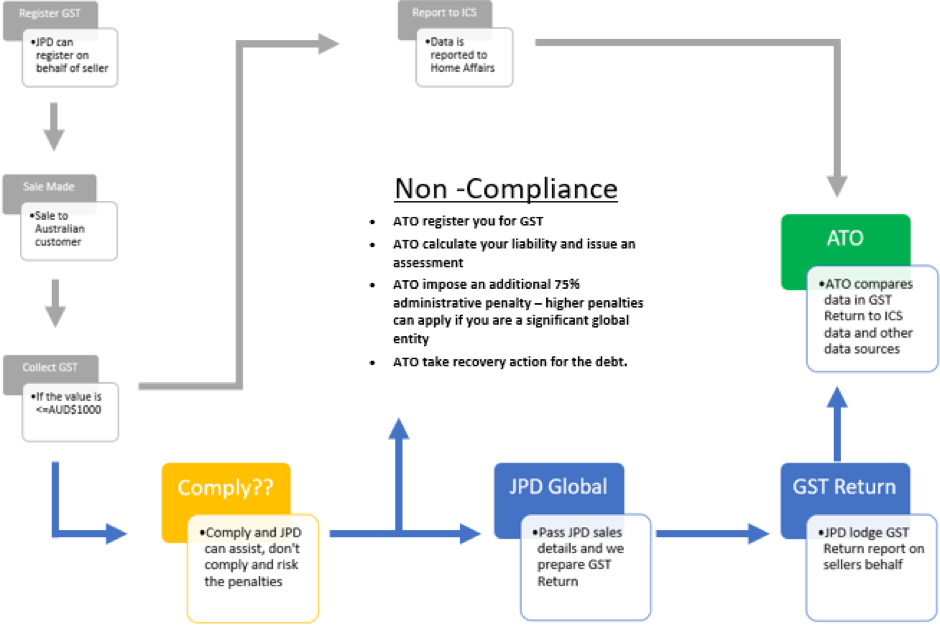 Register GST
•JPD can
register on
behalf of seller
Report to ICS
•Data is
reported to
Home Affairs
Sale Made
•Sale to
Australian
customer
Non -Compliance
• ATO register you for GST
• ATO calculate your liability and issue an
assessment
• ATO impose an additional 75%
administrative penalty – higher penalties
can apply if you are a significant global
entity
• ATO take recovery action for the debt.
ATO
•ATO compares
data in GST
Return to ICS
data and other
data sources
Collect GST
•If the value is
<=AUD$1000
Comply??
•Comply and JPD
can assist, don't
comply and risk
the penalties
JPD Global
•Pass JPD sales
details and we
prepare GST
Return
GST Return
•JPD lodge GST
Return report on
sellers behalf